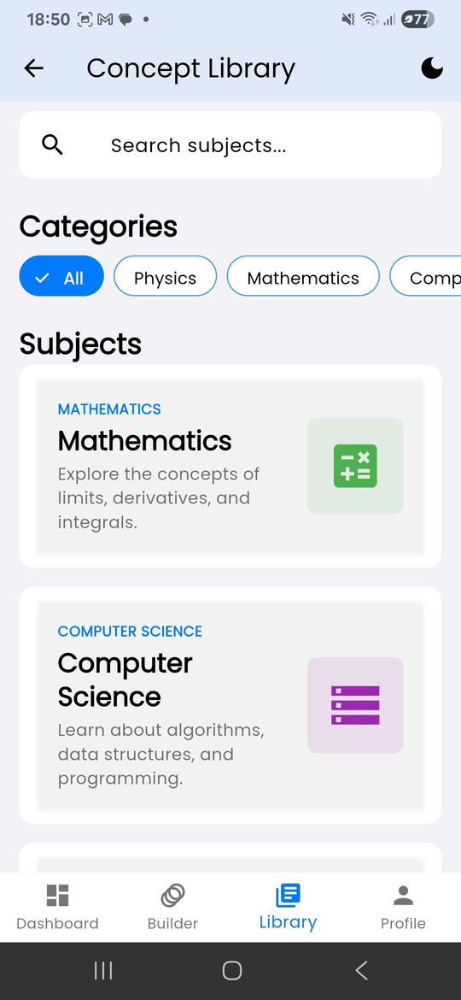 18:50
77
Concept Library
Search subjects...
Categories
All
Physics
Mathematics
Comp
Subjects
MATHEMATICS
Mathematics
Explore the concepts of
limits, derivatives, and
integrals.
COMPUTER SCIENCE
Computer
Science
Learn about algorithms,
data structures, and
programming.
Dashboard
Builder
Library
Profile